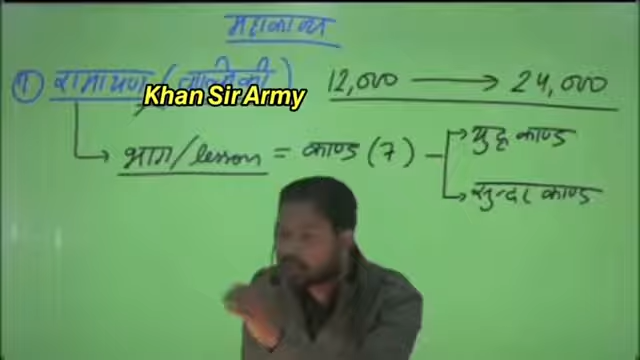 महाकाव्य
① रामायण (वाल्मीकी) 12,000 → 24,000
Khan Sir Army
भाग/lesson = काण्ड (7) → युद्ध काण्ड
→ सुन्दर काण्ड